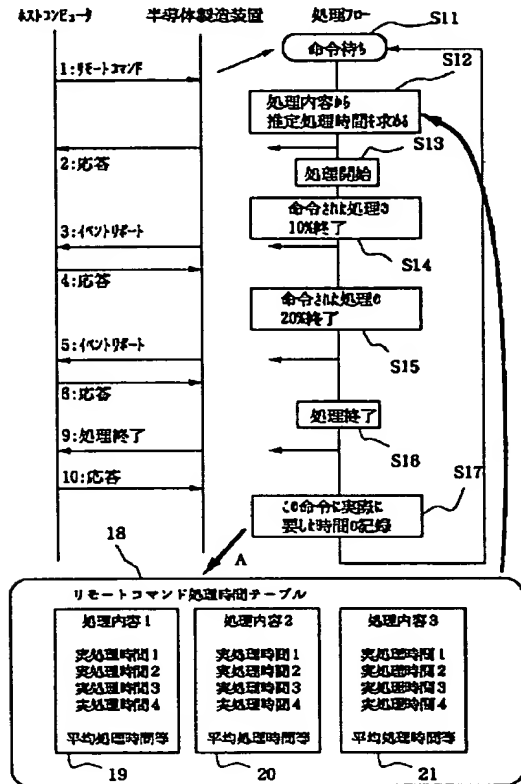 ホストコンピュータ
半導体製造装置
処理フロー
S11
命令待ち
1:リモートコマンド
S12
処理内容から
推定処理時間を求める
S13
2:応答
処理開始
3:イベントリポート
命令された処理の
10%終了
S14
4:応答
命令された処理の
20%終了
5:イベントリポート
S15
8:応答
処理終了
9:処理終了
S16
10:応答
S17
この命令に実際に
要した時間の記録
18
A
リモートコマンド処理時間テーブル
処理内容1
実処理時間1
実処理時間2
実処理時間3
実処理時間4
平均処理時間等
19
処理内容2
実処理時間1
実処理時間2
実処理時間3
実処理時間4
平均処理時間等
20
処理内容3
実処理時間1
実処理時間2
実処理時間3
実処理時間4
平均処理時間等
21